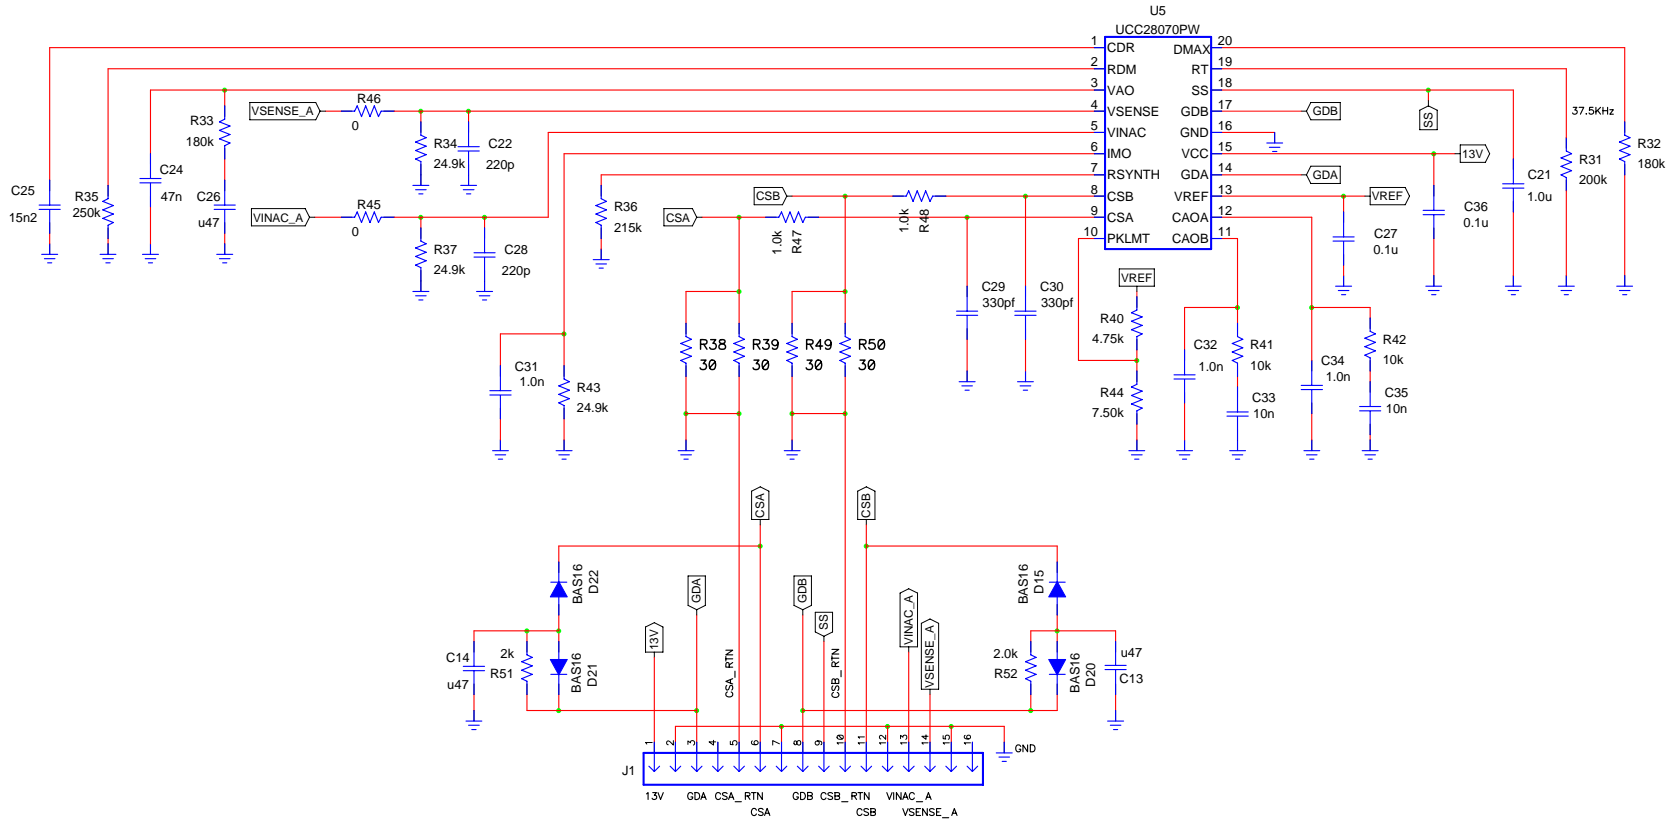 U5
UCC28070PW
1 CDR DMAX 20
2 RDM RT 19
3 VAO SS 18
4 VSENSE GDB 17
5 VINAC GND 16
6 IMO VCC 15
7 RSYNTH GDA 14
8 CSB VREF 13
9 CSA CAOA 12
10 PKLMT CAOB 11
VSENSE_A
R46
0
R33
180k
R34
24.9k
C22
220p
C24
47n
C25
15n2
R35
250k
C26
u47
VINAC_A
R45
0
R37
24.9k
C28
220p
R36
215k
CSB
CSA
1.0k
R47
1.0k
R48
GDB
SS
37.5KHz
R32
180k
13V
R31
200k
GDA
C21
1.0u
VREF
C36
0.1u
C27
0.1u
VREF
C29
330pf
C30
330pf
R40
4.75k
R38
30
R39
30
R49
30
R50
30
C31
1.0n
R43
24.9k
R44
7.50k
C32
1.0n
R41
10k
C33
10n
C34
1.0n
R42
10k
C35
10n
CSA
CSB
BAS16
D22
GDA
GDB
SS
BAS16
D15
13V
VINAC_A
VSENSE_A
C14
u47
2k
R51
BAS16
D21
CSA_RTN
CSB_RTN
2.0k
R52
BAS16
D20
u47
C13
1 2 3 4 5 6 7 8 9 10 11 12 13 14 15 16
GND
J1
13V GDA CSA_RTN GDB CSB_RTN VINAC_A
CSA CSB VSENSE_A